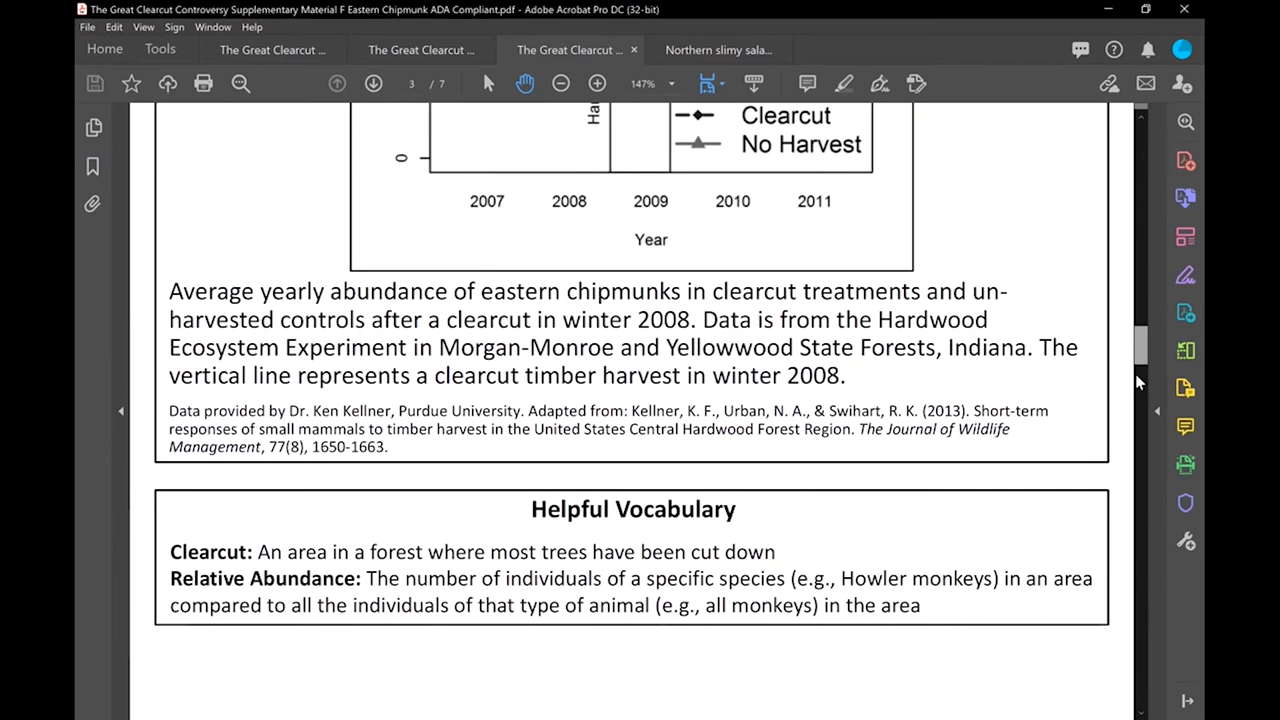 The Great Clearcut Controversy Supplementary Material F Eastern Chipmunk ADA Compliant.pdf - Adobe Acrobat Pro DC (32-bit)
File Edit View Sign Window Help
Home Tools The Great Clearcut ... The Great Clearcut ... The Great Clearcut ... × Northern slimy sala...
3 / 7 147%
Ha
Clearcut
No Harvest
0
2007 2008 2009 2010 2011
Year
Average yearly abundance of eastern chipmunks in clearcut treatments and un-
harvested controls after a clearcut in winter 2008. Data is from the Hardwood
Ecosystem Experiment in Morgan-Monroe and Yellowwood State Forests, Indiana. The
vertical line represents a clearcut timber harvest in winter 2008.
Data provided by Dr. Ken Kellner, Purdue University. Adapted from: Kellner, K. F., Urban, N. A., & Swihart, R. K. (2013). Short-term
responses of small mammals to timber harvest in the United States Central Hardwood Forest Region. The Journal of Wildlife
Management, 77(8), 1650-1663.
Helpful Vocabulary
Clearcut: An area in a forest where most trees have been cut down
Relative Abundance: The number of individuals of a specific species (e.g., Howler monkeys) in an area
compared to all the individuals of that type of animal (e.g., all monkeys) in the area